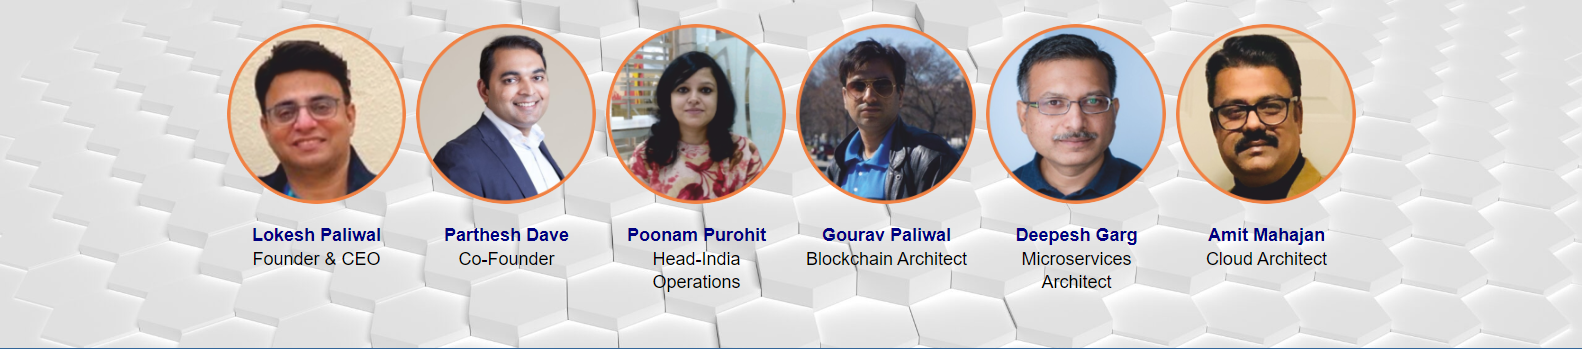 Lokesh Paliwal
Founder & CEO
Parthesh Dave
Co-Founder
Poonam Purohit
Head-India
Operations
Gourav Paliwal
Blockchain Architect
Deepesh Garg
Microservices
Architect
Amit Mahajan
Cloud Architect